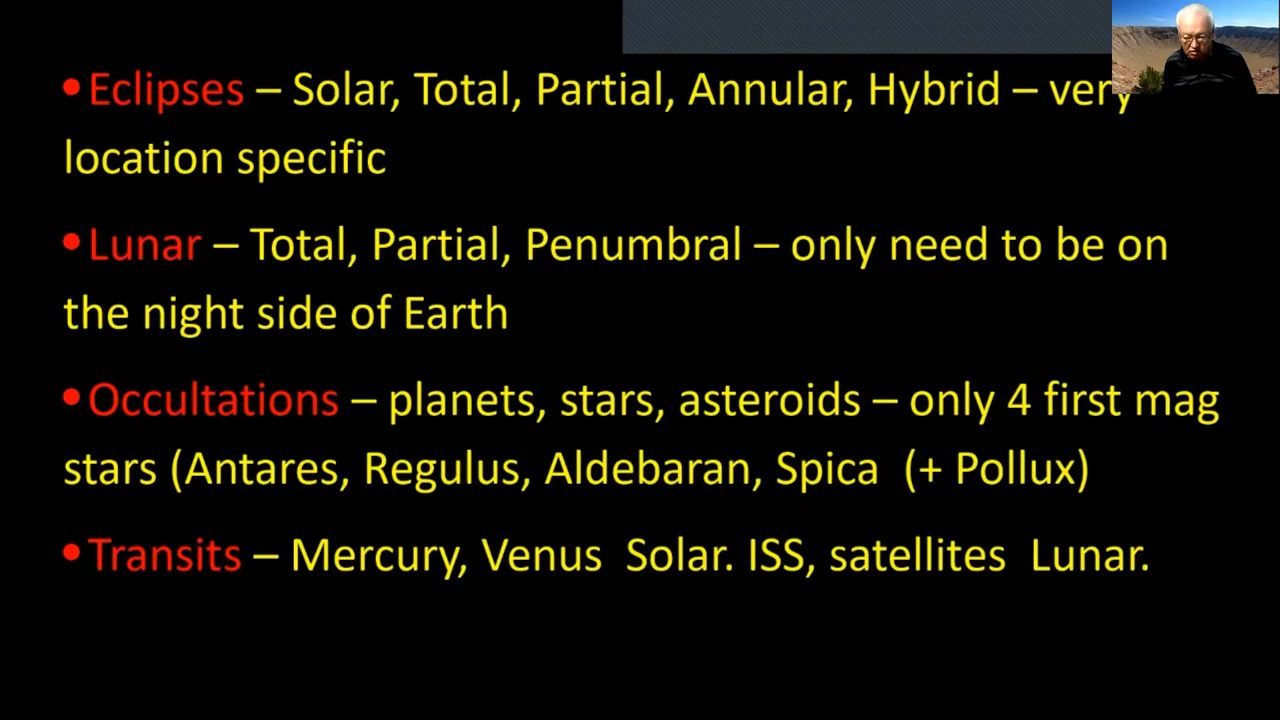 •Eclipses – Solar, Total, Partial, Annular, Hybrid – very
location specific
•Lunar – Total, Partial, Penumbral – only need to be on
the night side of Earth
•Occultations – planets, stars, asteroids – only 4 first mag
stars (Antares, Regulus, Aldebaran, Spica (+ Pollux)
•Transits – Mercury, Venus Solar. ISS, satellites Lunar.